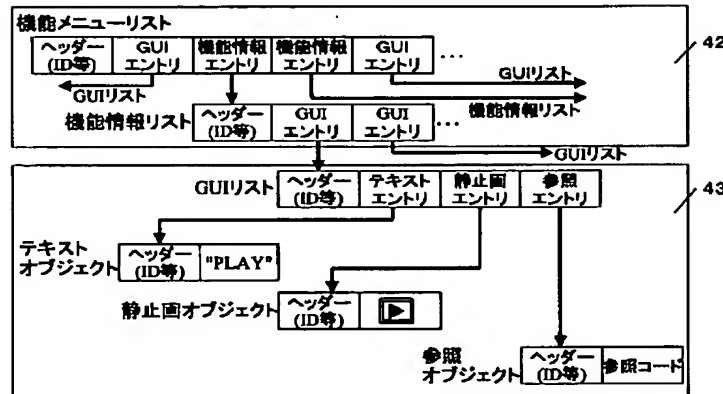 機能メニューリスト
42
ヘッダー
(ID等)
GUI
エントリ
機能情報
エントリ
機能情報
エントリ
GUI
エントリ
…
GUIリスト
GUIリスト
機能情報リスト
機能情報リスト
ヘッダー
(ID等)
GUI
エントリ
GUI
エントリ
…
GUIリスト
43
GUIリスト
ヘッダー
(ID等)
テキスト
エントリ
静止画
エントリ
参照
エントリ
テキスト
オブジェクト
ヘッダー
(ID等)
"PLAY"
静止画オブジェクト
ヘッダー
(ID等)
参照
オブジェクト
ヘッダー
(ID等)
参照コード